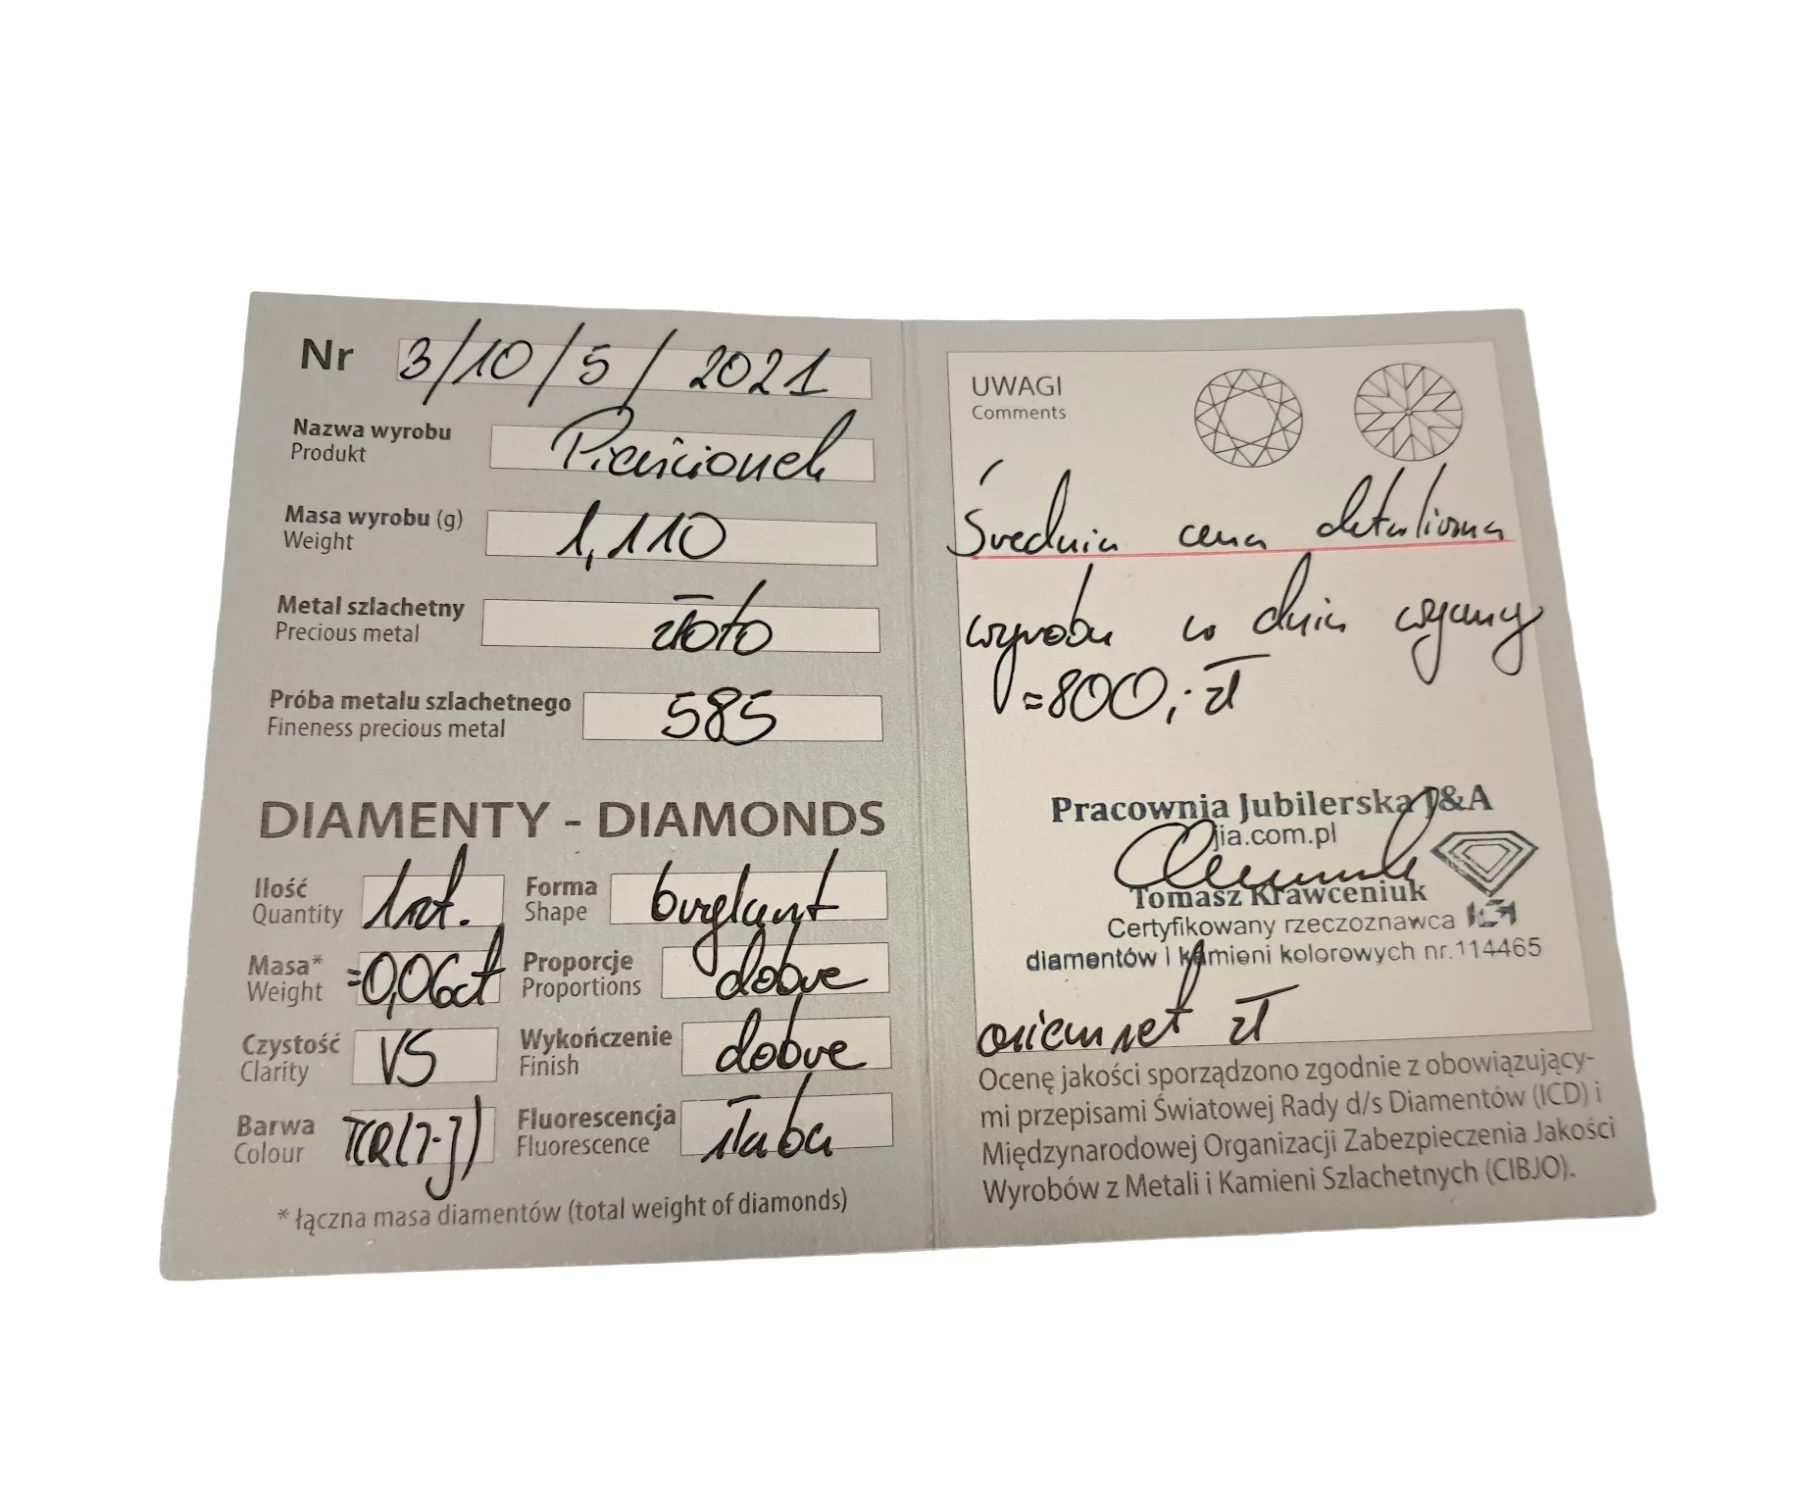 Nr 3/10/5/2021
Nazwa wyrobu Pierścionek
Produkt
Masa wyrobu (g) 1,110
Weight
Metal szlachetny złoto
Precious metal
Próba metalu szlachetnego 585
Fineness precious metal
DIAMENTY - DIAMONDS
Ilość 1szt. Forma brylant
Quantity Shape
Masa* =0,06ct Proporcje dobre
Weight Proportions
Czystość VS Wykończenie dobre
Clarity Finish
Barwa TCR(I-J) Fluorescencja słaba
Colour Fluorescence
* łączna masa diamentów (total weight of diamonds)
UWAGI
Comments
Średnia cena detaliczna
wyrobu w dniu wyceny
=800,- zł
Pracownia Jubilerska J&A
jia.com.pl
Tomasz Krawceniuk
Certyfikowany rzeczoznawca
diamentów i kamieni kolorowych nr.114465
osiemset zł
Ocenę jakości sporządzono zgodnie z obowiązujący-
mi przepisami Światowej Rady d/s Diamentów (ICD) i
Międzynarodowej Organizacji Zabezpieczenia Jakości
Wyrobów z Metali i Kamieni Szlachetnych (CIBJO).